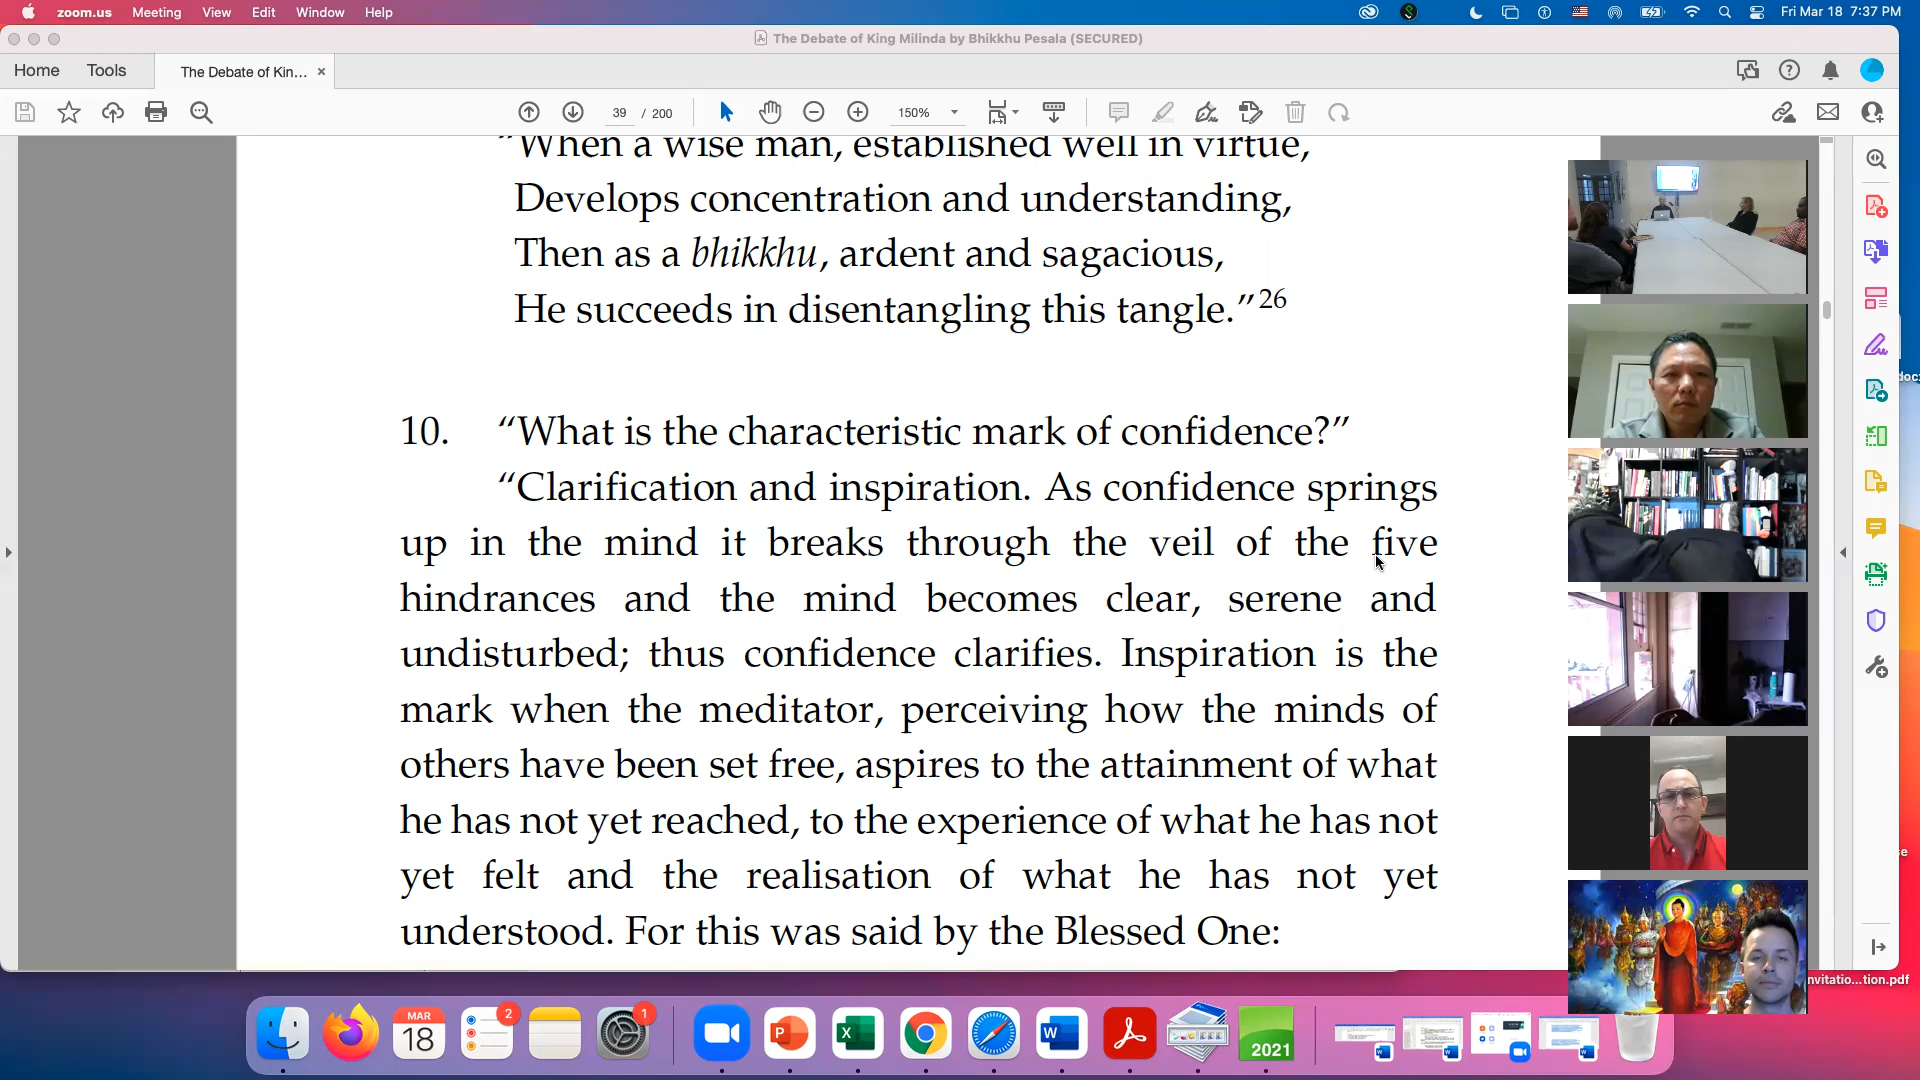 zoom.us Meeting View Edit Window Help
Fri Mar 18 7:37 PM
The Debate of King Milinda by Bhikkhu Pesala (SECURED)
Home Tools The Debate of Kin... ×
39 / 200 150%
“When a wise man, established well in virtue,
Develops concentration and understanding,
Then as a bhikkhu, ardent and sagacious,
He succeeds in disentangling this tangle.”26
10. “What is the characteristic mark of confidence?”
“Clarification and inspiration. As confidence springs
up in the mind it breaks through the veil of the five
hindrances and the mind becomes clear, serene and
undisturbed; thus confidence clarifies. Inspiration is the
mark when the meditator, perceiving how the minds of
others have been set free, aspires to the attainment of what
he has not yet reached, to the experience of what he has not
yet felt and the realisation of what he has not yet
understood. For this was said by the Blessed One:
nvitatio...tion.pdf
MAR
18
2
1
2021